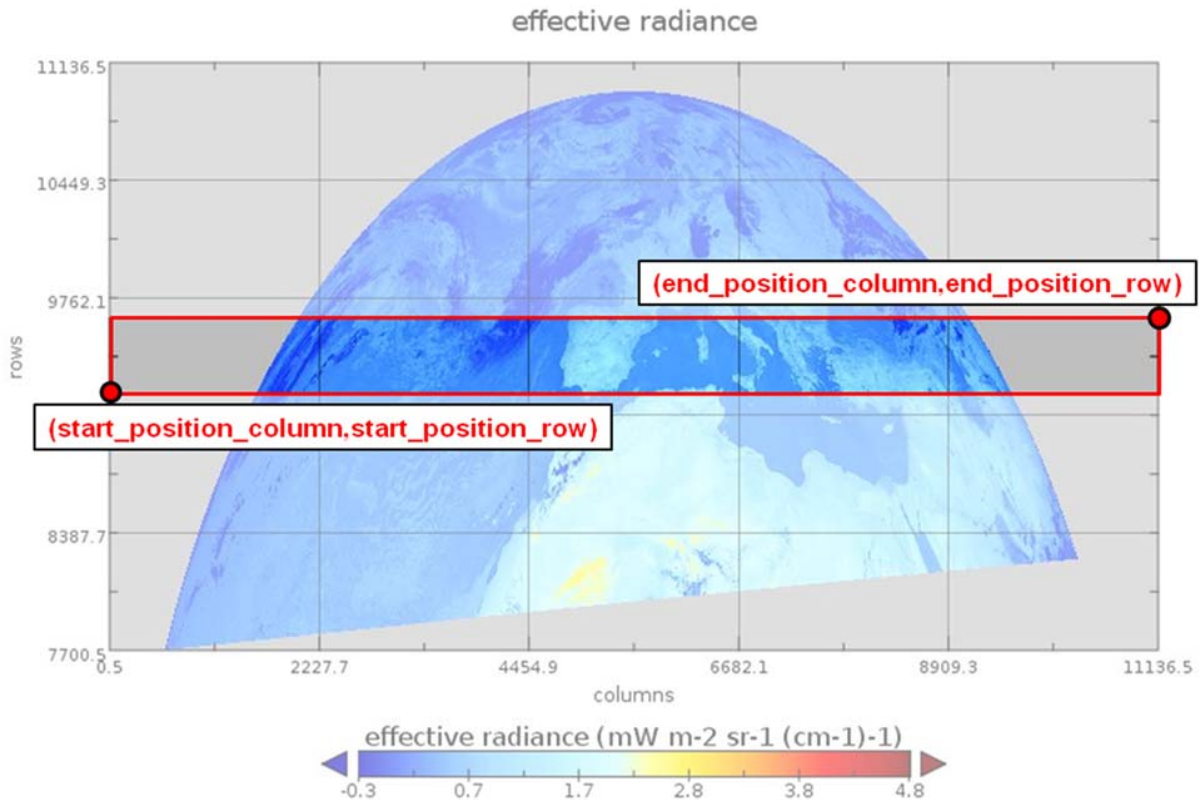 effective radiance
11136.5
10449.3
(end_position_column,end_position_row)
9762.1
rows
(start_position_column,start_position_row)
8387.7
7700.5
0.5 2227.7 4454.9 6682.1 8909.3 11136.5
columns
effective radiance (mW m-2 sr-1 (cm-1)-1)
-0.3 0.7 1.7 2.8 3.8 4.8